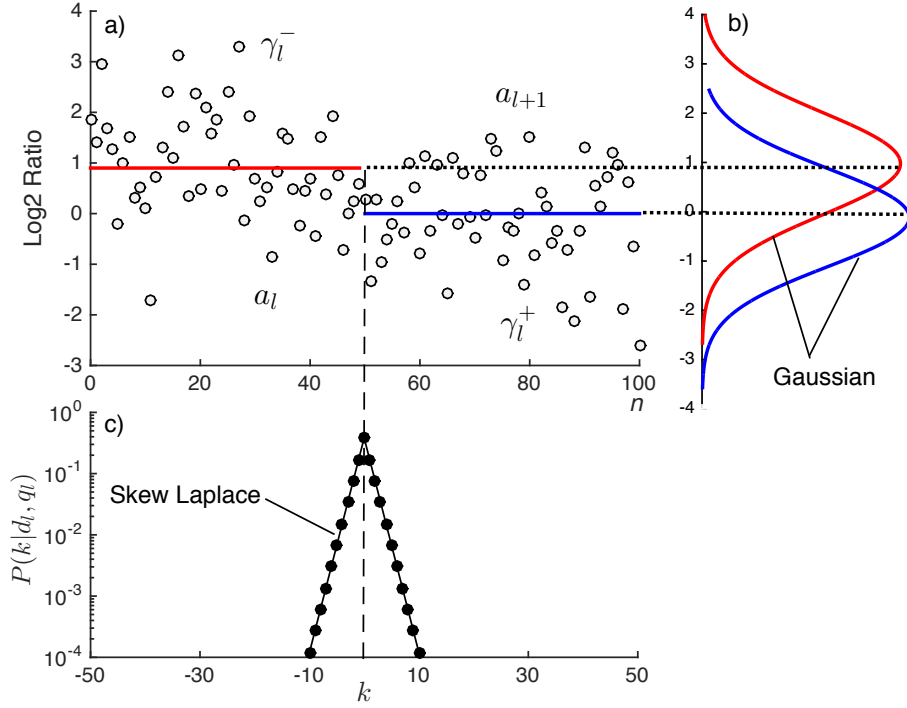 a)
γ_l^-
a_{l+1}
a_l
γ_l^+
Log2 Ratio
4
3
2
1
0
-1
-2
-3
0 20 40 60 80 100
n
b)
4
3
2
1
0
-1
-2
-3
-4
Gaussian
c)
Skew Laplace
P(k|d_l, q_l)
10^0
10^{-1}
10^{-2}
10^{-3}
10^{-4}
-50 -10 0 10 50
k